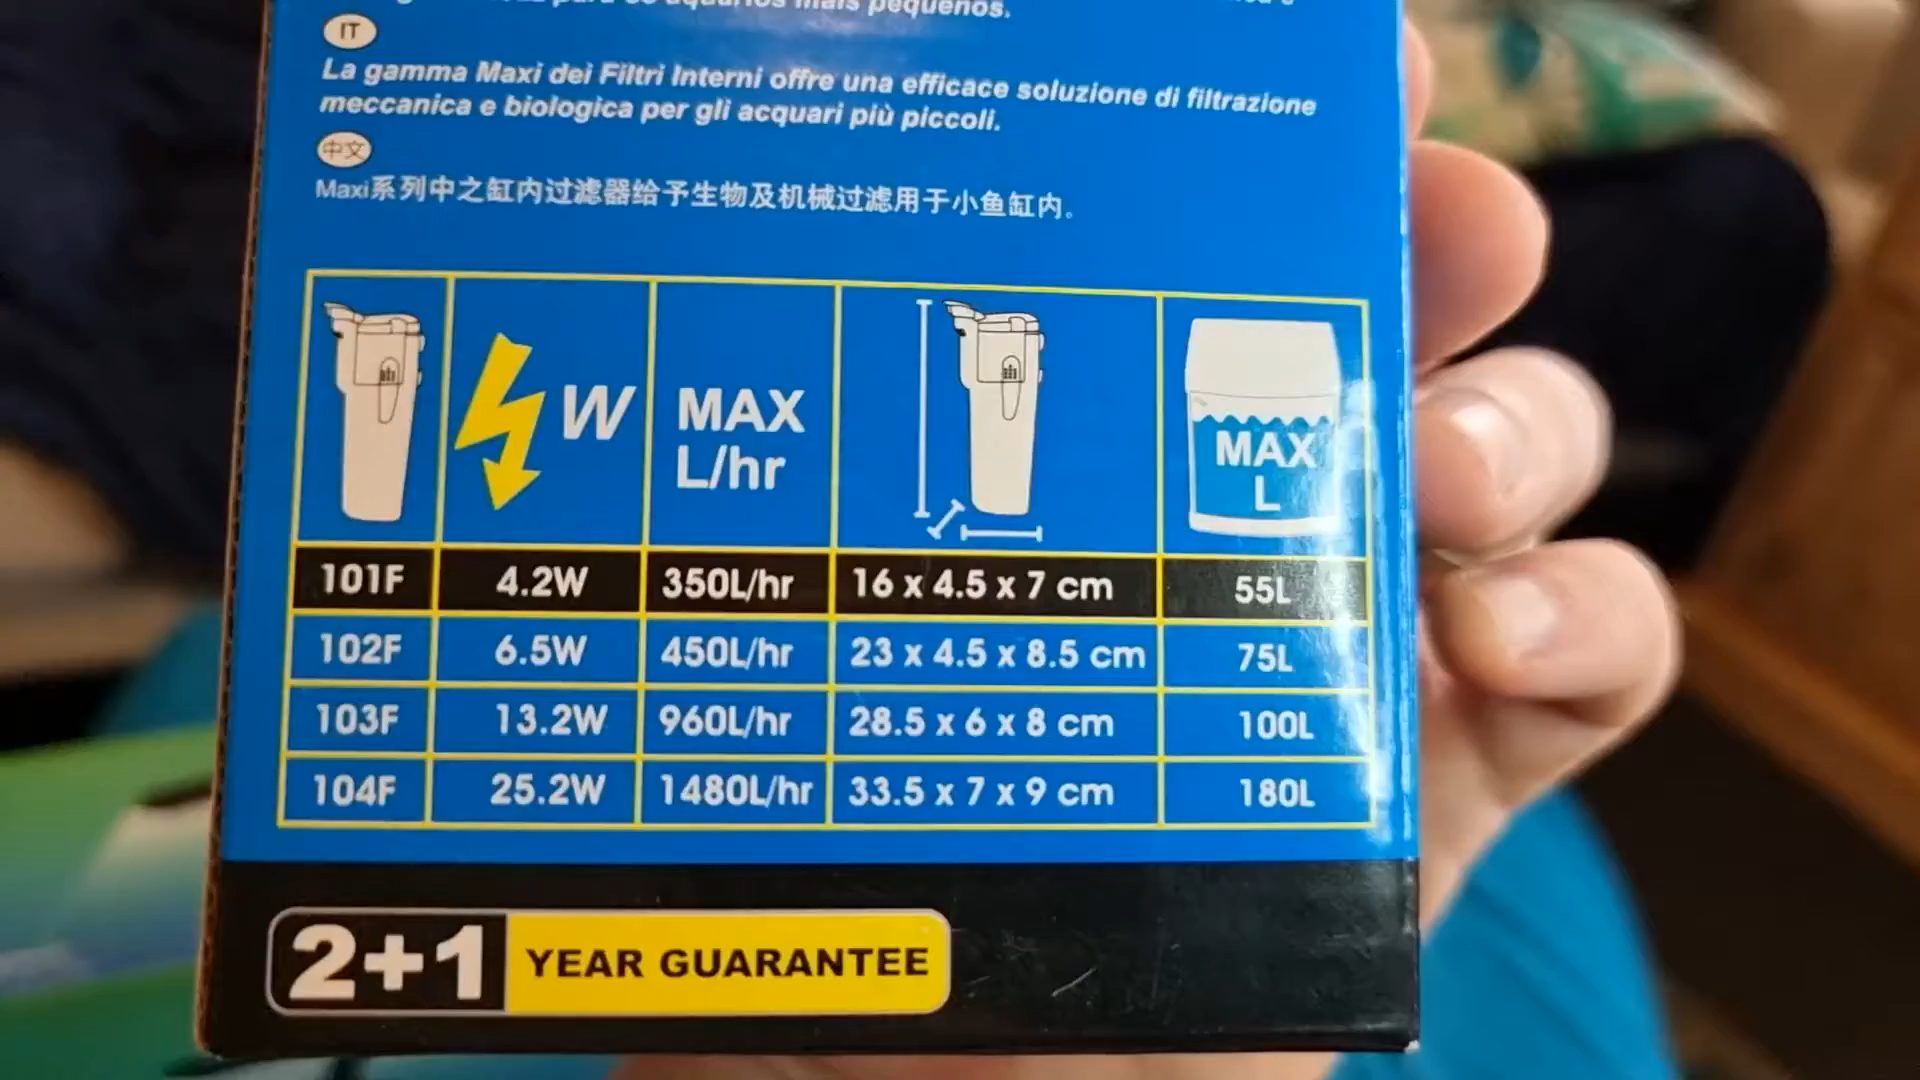 para os aquários mais pequenos.
IT
La gamma Maxi dei Filtri Interni offre una efficace soluzione di filtrazione
meccanica e biologica per gli acquari più piccoli.
中文
Maxi系列中之缸内过滤器给予生物及机械过滤用于小鱼缸内。
W MAX L/hr MAX L
101F 4.2W 350L/hr 16 x 4.5 x 7 cm 55L
102F 6.5W 450L/hr 23 x 4.5 x 8.5 cm 75L
103F 13.2W 960L/hr 28.5 x 6 x 8 cm 100L
104F 25.2W 1480L/hr 33.5 x 7 x 9 cm 180L
2+1 YEAR GUARANTEE